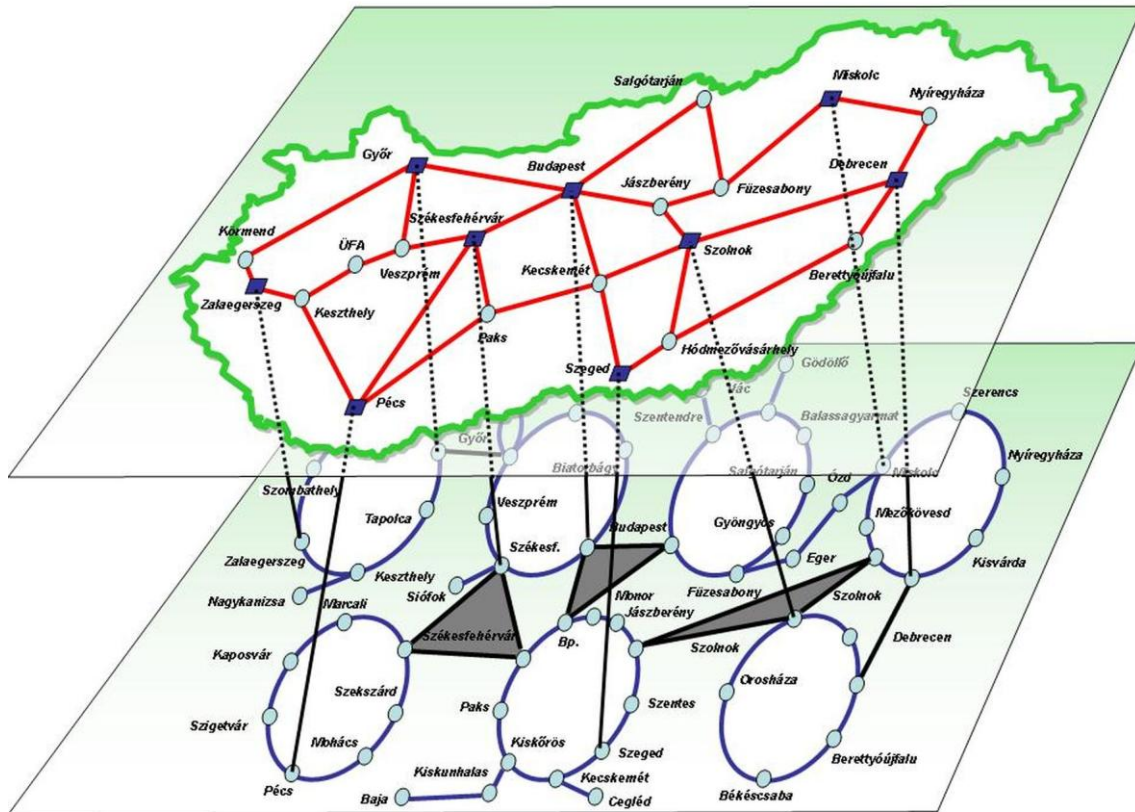 Miskolc
Salgótarján
Nyíregyháza
Győr
Budapest
Debrecen
Jászberény
Füzesabony
Székesfehérvár
Körmend
ÜFA
Szolnok
Veszprém
Kecskemét
Berettyóújfalu
Zalaegerszeg
Keszthely
Paks
Hódmezővásárhely
Szeged
Gödöllő
Pécs
Vác
Szerencs
Szentendre
Balassagyarmat
Győr
Nyíregyháza
Biatorbágy
Salgótarján
Miskolc
Szombathely
Ózd
Veszprém
Mezőkövesd
Tapolca
Gyöngyös
Budapest
Székesf.
Zalaegerszeg
Eger
Kisvárda
Keszthely
Siófok
Füzesabony
Nagykanizsa
Monor
Szolnok
Marcali
Jászberény
Székesfehérvár
Bp.
Szolnok
Debrecen
Kaposvár
Orosháza
Szekszárd
Paks
Szentes
Szigetvár
Mohács
Kiskőrös
Szeged
Berettyóújfalu
Kiskunhalas
Kecskemét
Pécs
Baja
Cegléd
Békéscsaba